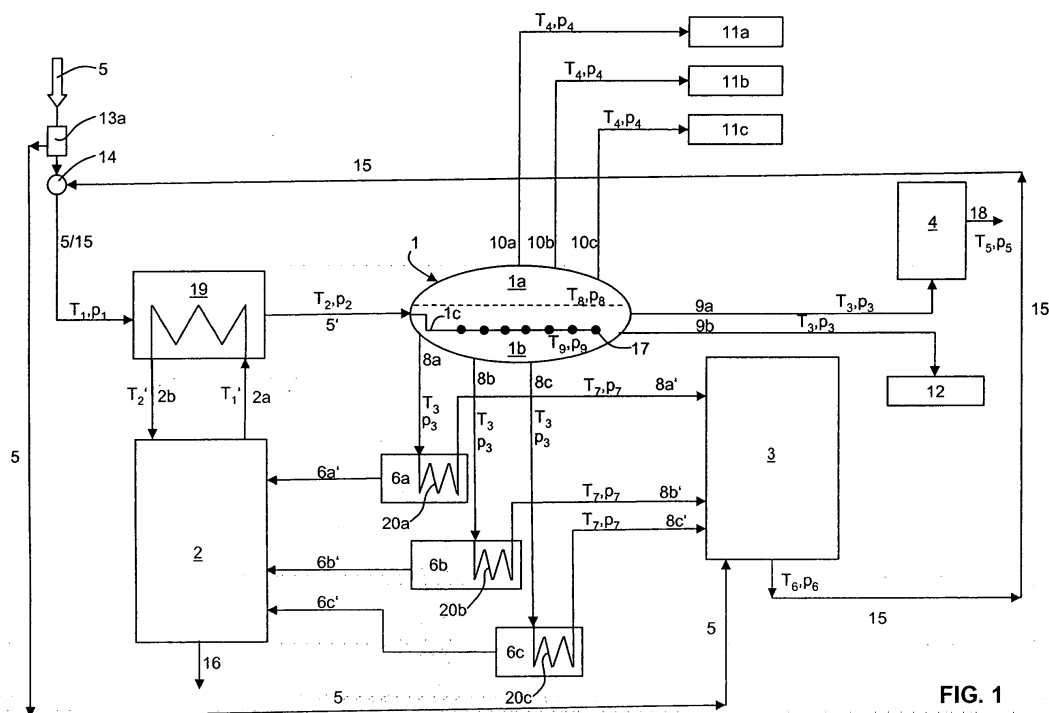 T4,p4
11a
5
T4,p4
11b
13a
T4,p4
11c
14
15
15
4
18
T5,p5
5/15
10a
10b
10c
1
1a
T1,p1
19
T2,p2
5'
T8,p8
1c
9a
T3,p3
9b
T3,p3
1b
T9,p9
17
8a
8b
8c
T7,p7
8a'
12
T2'
2b
T1'
2a
T3
p3
T3
p3
T3
p3
5
3
6a'
6a
20a
T7,p7
8b'
T7,p7
8c'
2
6b'
6b
20b
T6,p6
6c'
15
5
6c
16
20c
5
FIG. 1